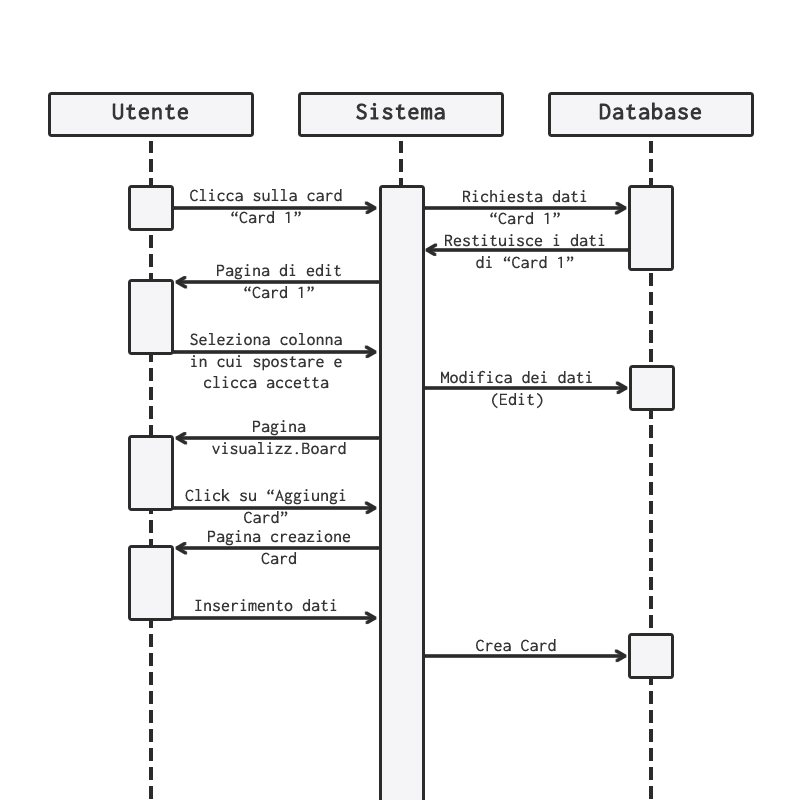 Utente
Sistema
Database
Clicca sulla card
“Card 1”
Richiesta dati
“Card 1”
Restituisce i dati
di “Card 1”
Pagina di edit
“Card 1”
Seleziona colonna
in cui spostare e
clicca accetta
Modifica dei dati
(Edit)
Pagina
visualizz.Board
Click su “Aggiungi
Card”
Pagina creazione
Card
Inserimento dati
Crea Card